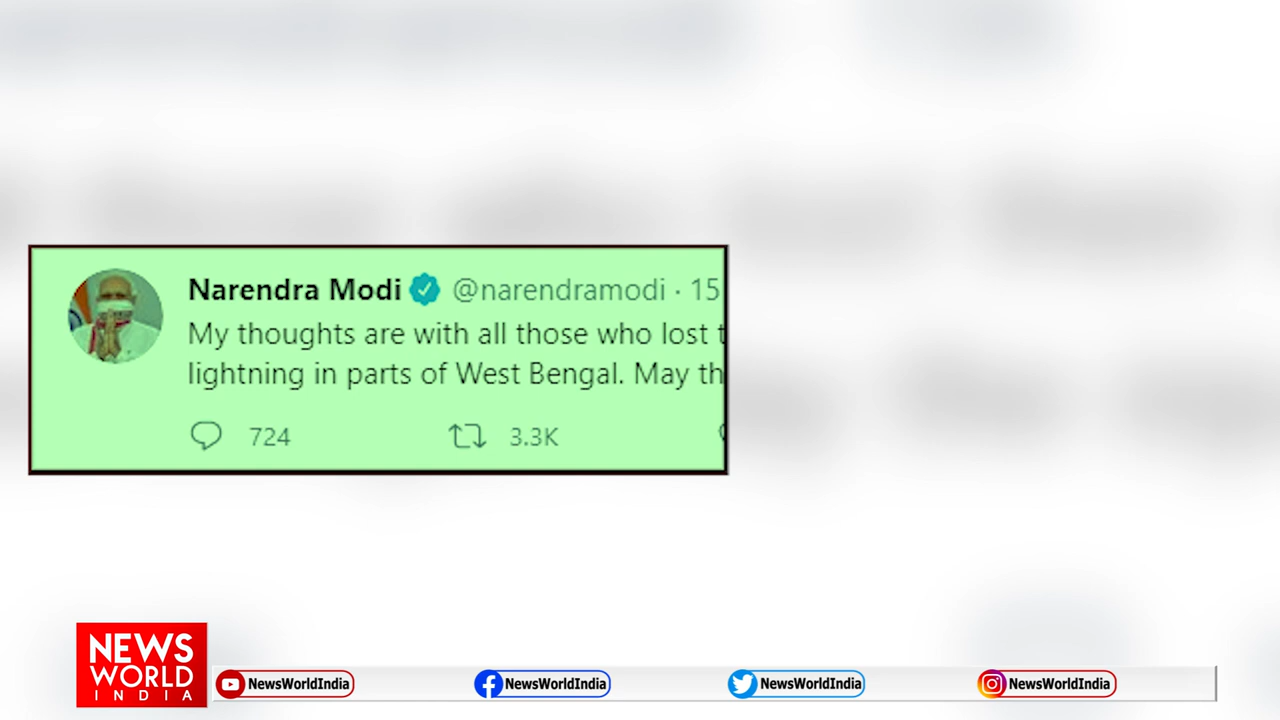 Narendra Modi @narendramodi · 15
My thoughts are with all those who lost
lightning in parts of West Bengal. May
724 3.3K
NEWS
WORLD
INDIA
NewsWorldIndia NewsWorldIndia NewsWorldIndia NewsWorldIndia